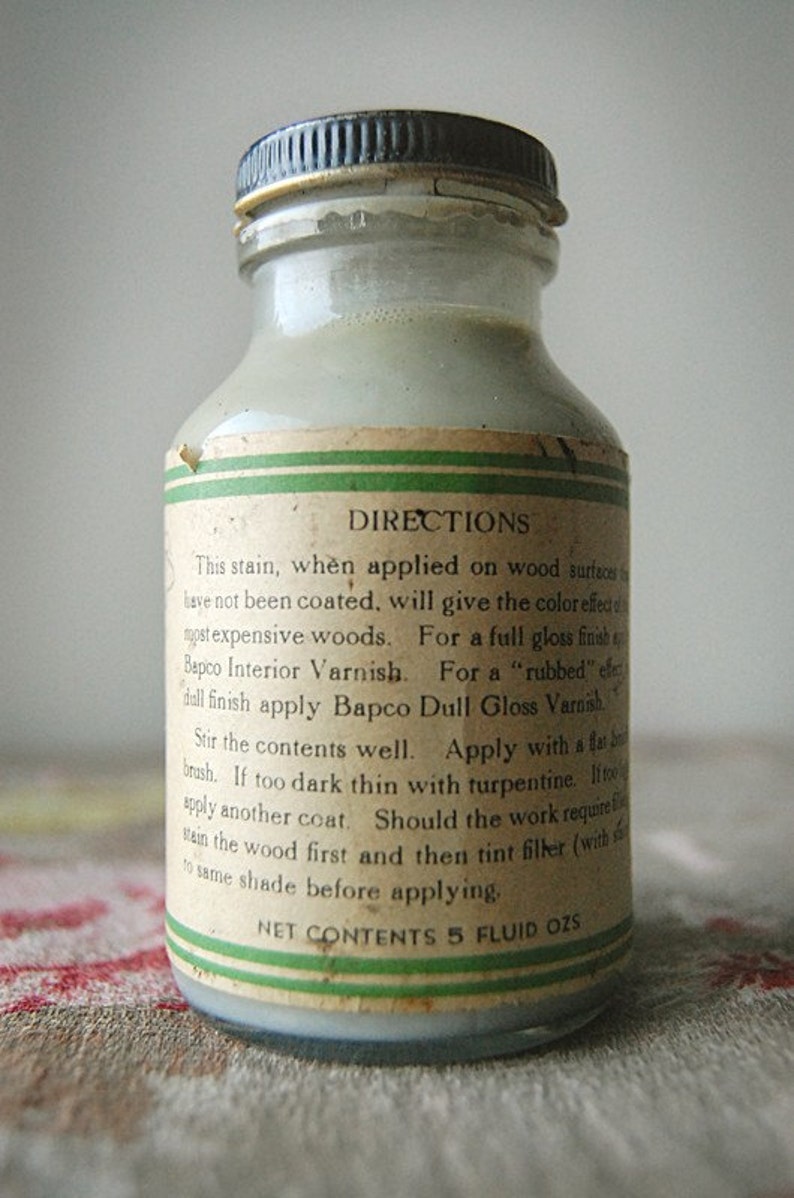 DIRECTIONS
This stain, when applied on wood surfaces
have not been coated, will give the color effect of
most expensive woods. For a full gloss finish
Bapco Interior Varnish. For a "rubbed" effect
dull finish apply Bapco Dull Gloss Varnish.
Stir the contents well. Apply with a flat
brush. If too dark thin with turpentine. If too
apply another coat. Should the work require
stain the wood first and then tint filler (with
to same shade before applying.
NET CONTENTS 5 FLUID OZS